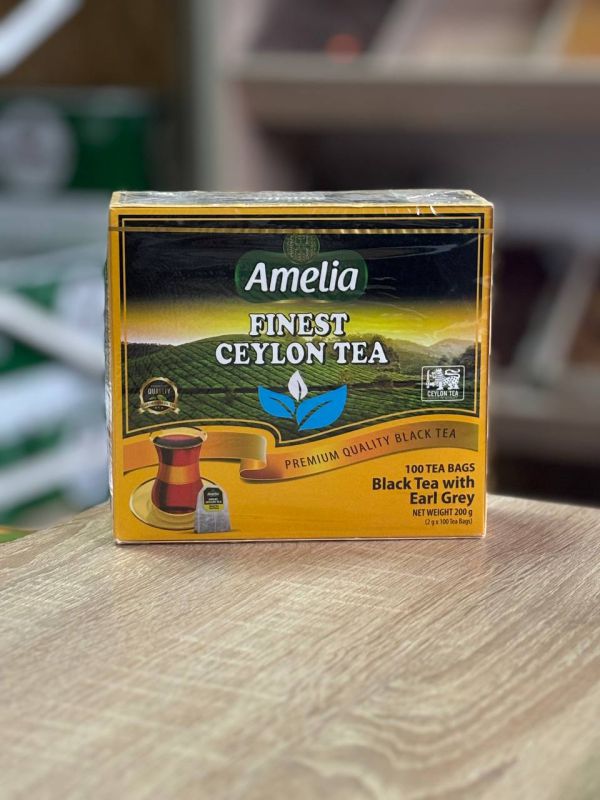 Amelia
FINEST
CEYLON TEA
QUALITY
CEYLON TEA
PREMIUM QUALITY BLACK TEA
100 TEA BAGS
Black Tea with
Earl Grey
NET WEIGHT 200 g
(2 g x 100 Tea Bags)
Amelia